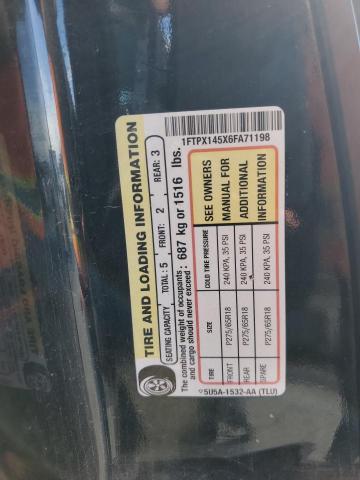 TIRE AND LOADING INFORMATION
SEATING CAPACITY TOTAL: 5 FRONT: 2 REAR: 3
The combined weight of occupants and cargo should never exceed: 687 kg or 1516 lbs.
TIRE SIZE COLD TIRE PRESSURE
FRONT P275/65R18 240 KPA, 35 PSI
REAR P275/65R18 240 KPA, 35 PSI
SPARE P275/65R18 240 KPA, 35 PSI
SEE OWNERS
MANUAL FOR
ADDITIONAL
INFORMATION
5U5A-1532-AA (TLU)
1FTPX145X6FA71198